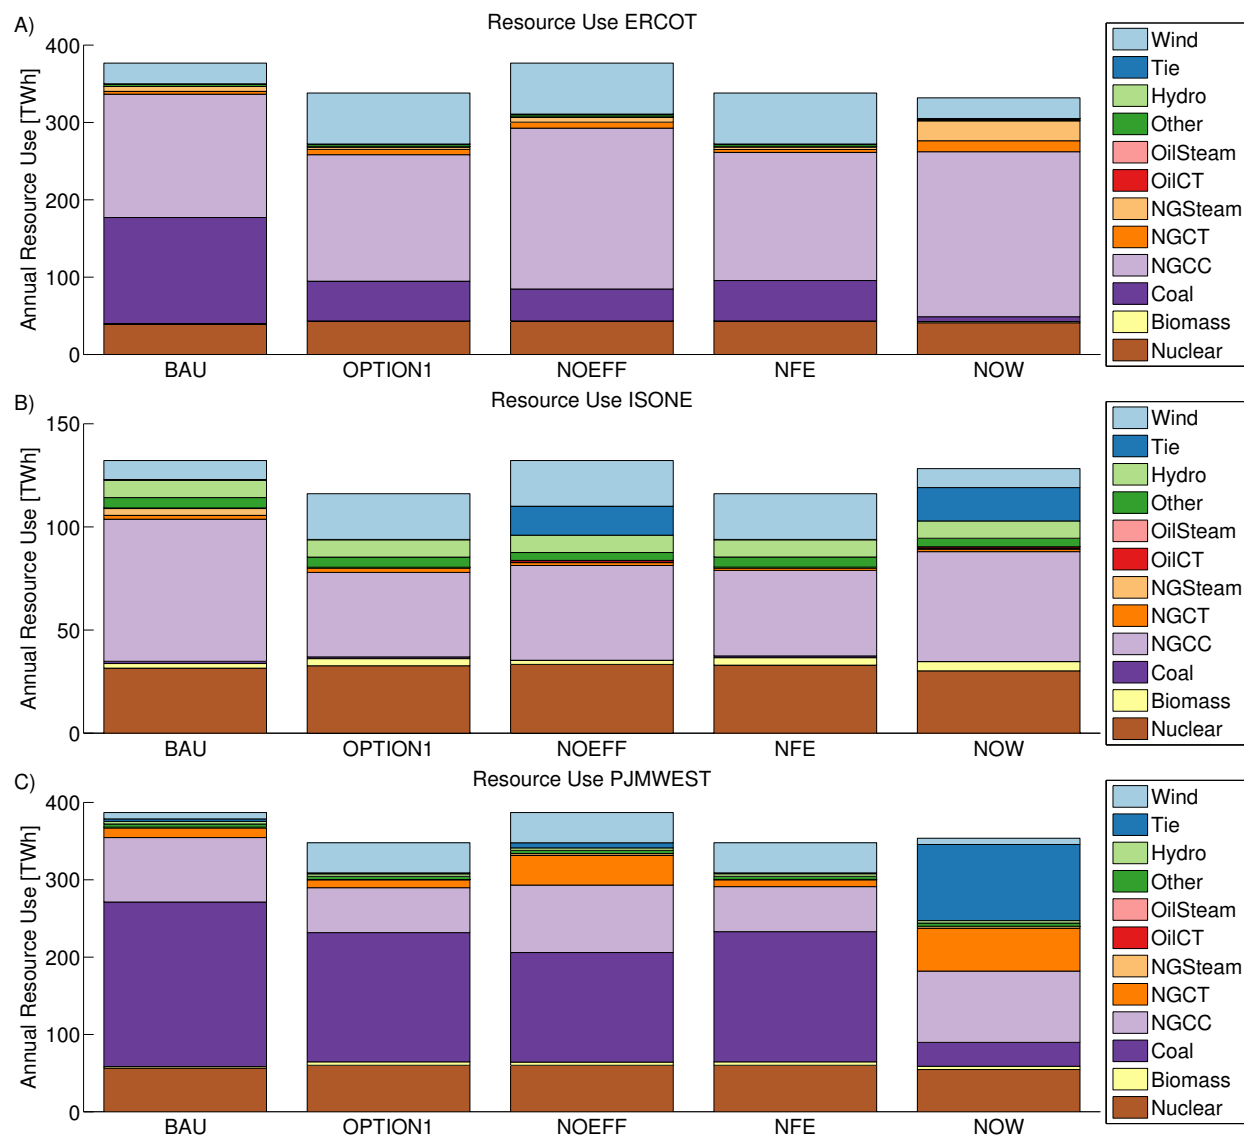 A)
Resource Use ERCOT
Annual Resource Use [TWh]
400
300
200
100
0
BAU OPTION1 NOEFF NFE NOW
Wind
Tie
Hydro
Other
OilSteam
OilCT
NGSteam
NGCT
NGCC
Coal
Biomass
Nuclear
B)
Resource Use ISONE
Annual Resource Use [TWh]
150
100
50
0
BAU OPTION1 NOEFF NFE NOW
Wind
Tie
Hydro
Other
OilSteam
OilCT
NGSteam
NGCT
NGCC
Coal
Biomass
Nuclear
C)
Resource Use PJMWEST
Annual Resource Use [TWh]
400
300
200
100
0
BAU OPTION1 NOEFF NFE NOW
Wind
Tie
Hydro
Other
OilSteam
OilCT
NGSteam
NGCT
NGCC
Coal
Biomass
Nuclear